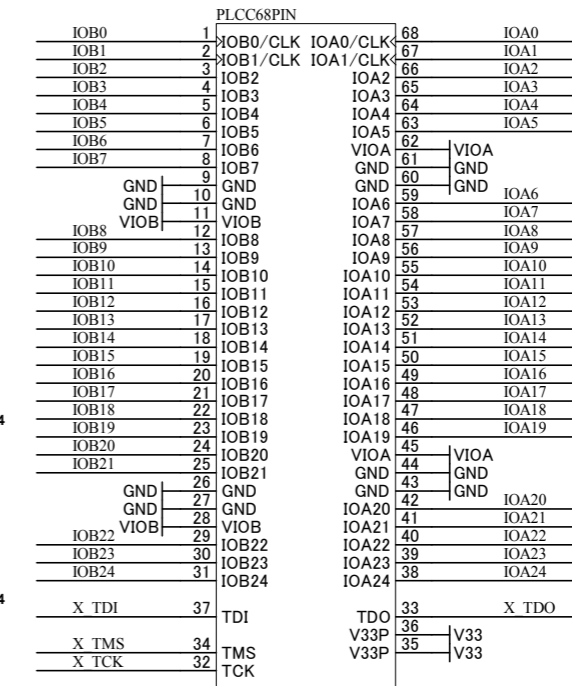 PLCC68PIN
IOB0 1 IOB0/CLK IOA0/CLK 68 IOA0
IOB1 2 IOB1/CLK IOA1/CLK 67 IOA1
IOB2 3 IOB2 IOA2 66 IOA2
IOB3 4 IOB3 IOA3 65 IOA3
IOB4 5 IOB4 IOA4 64 IOA4
IOB5 6 IOB5 IOA5 63 IOA5
IOB6 7 IOB6 VIOA 62 VIOA
IOB7 8 IOB7 GND 61 GND
GND 9 GND GND 60 GND
GND 10 GND IOA6 59 IOA6
VIOB 11 VIOB IOA7 58 IOA7
IOB8 12 IOB8 IOA8 57 IOA8
IOB9 13 IOB9 IOA9 56 IOA9
IOB10 14 IOB10 IOA10 55 IOA10
IOB11 15 IOB11 IOA11 54 IOA11
IOB12 16 IOB12 IOA12 53 IOA12
IOB13 17 IOB13 IOA13 52 IOA13
IOB14 18 IOB14 IOA14 51 IOA14
IOB15 19 IOB15 IOA15 50 IOA15
IOB16 20 IOB16 IOA16 49 IOA16
IOB17 21 IOB17 IOA17 48 IOA17
4 IOB18 22 IOB18 IOA18 47 IOA18
IOB19 23 IOB19 IOA19 46 IOA19
IOB20 24 IOB20 VIOA 45 VIOA
IOB21 25 IOB21 GND 44 GND
GND 26 GND GND 43 GND
GND 27 GND IOA20 42 IOA20
VIOB 28 VIOB IOA21 41 IOA21
IOB22 29 IOB22 IOA22 40 IOA22
IOB23 30 IOB23 IOA23 39 IOA23
IOB24 31 IOB24 IOA24 38 IOA24
4
X_TDI 37 TDI TDO 33 X_TDO
V33P 36 V33
X_TMS 34 TMS V33P 35 V33
X_TCK 32 TCK